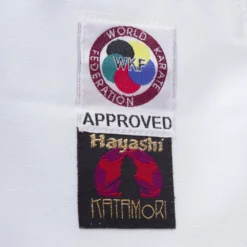 WORLD KARATE
FEDERATION
WKF
APPROVED
Hayashi
KATAMORI